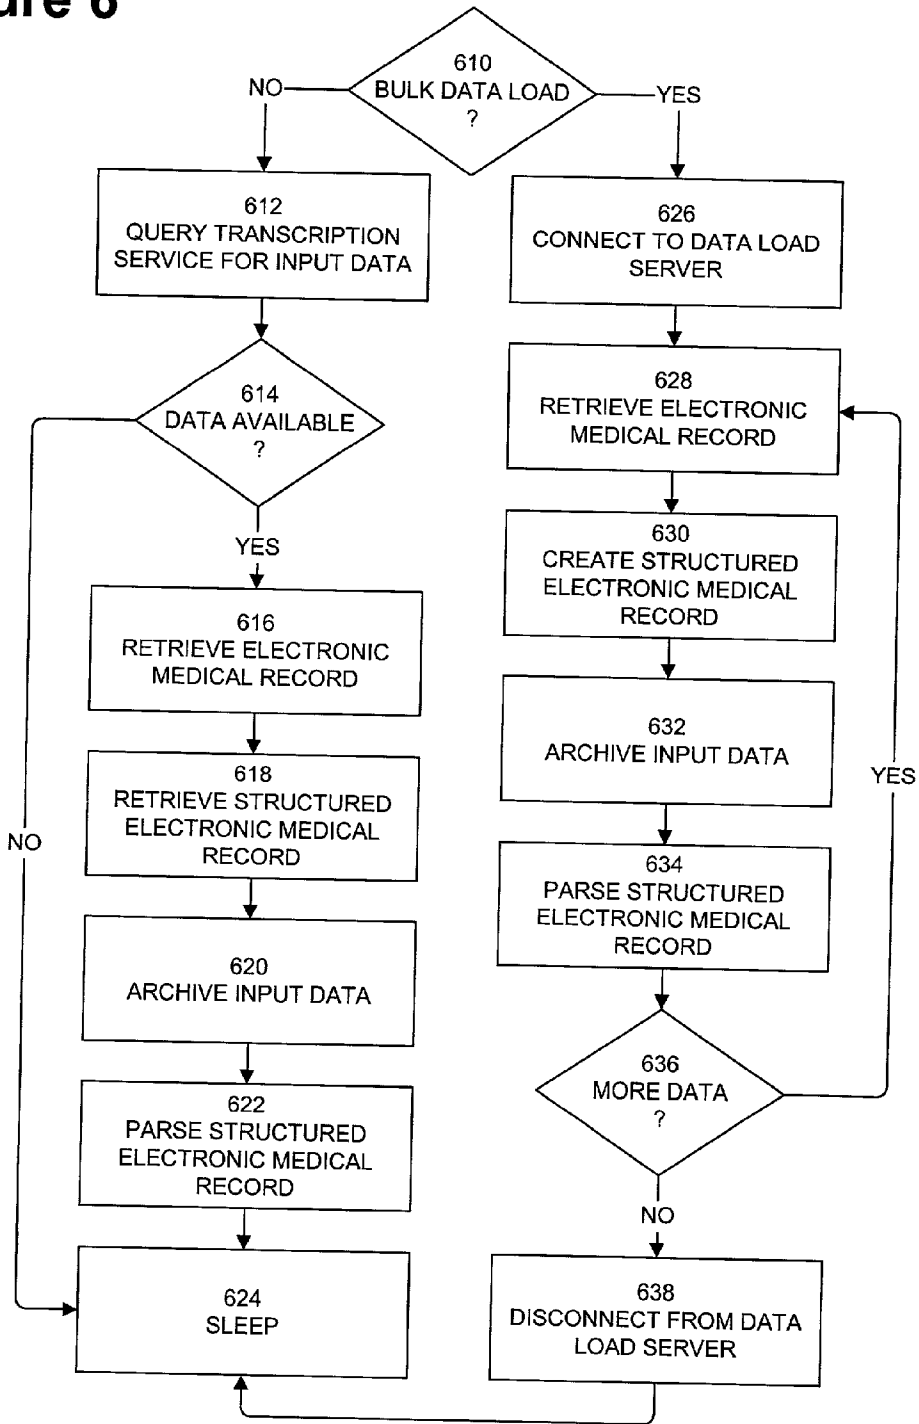 610
BULK DATA LOAD
?
NO
YES
612
QUERY TRANSCRIPTION
SERVICE FOR INPUT DATA
614
DATA AVAILABLE
?
YES
NO
616
RETRIEVE ELECTRONIC
MEDICAL RECORD
618
RETRIEVE STRUCTURED
ELECTRONIC MEDICAL
RECORD
620
ARCHIVE INPUT DATA
622
PARSE STRUCTURED
ELECTRONIC MEDICAL
RECORD
624
SLEEP
626
CONNECT TO DATA LOAD
SERVER
628
RETRIEVE ELECTRONIC
MEDICAL RECORD
630
CREATE STRUCTURED
ELECTRONIC MEDICAL
RECORD
632
ARCHIVE INPUT DATA
634
PARSE STRUCTURED
ELECTRONIC MEDICAL
RECORD
636
MORE DATA
?
YES
NO
638
DISCONNECT FROM DATA
LOAD SERVER